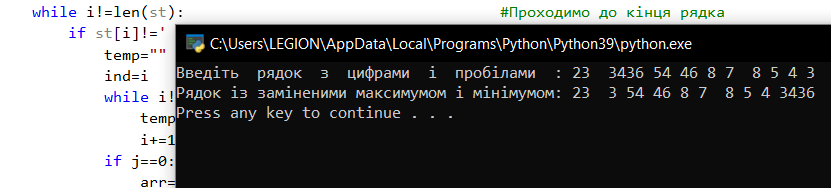 while i!=len(st): #Проходимо до кінця рядка
if st[i]!='
temp=""
ind=i
while i!
temp
i+=1
if j==0:
arr=
C:\Users\LEGION\AppData\Local\Programs\Python\Python39\python.exe
Введіть рядок з цифрами і пробілами : 23  3436 54 46 8 7  8 5 4 3
Рядок із заміненими максимумом і мінімумом: 23  3 54 46 8 7  8 5 4 3436
Press any key to continue . . .